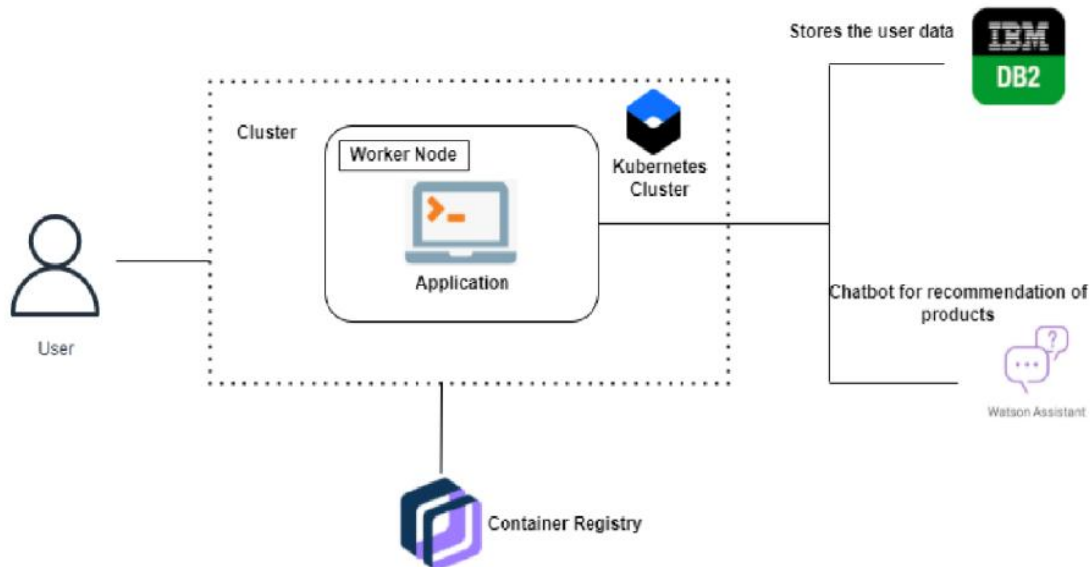 Stores the user data
IBM
DB2
Cluster
Worker Node
Kubernetes
Cluster
Application
User
Chatbot for recommendation of
products
?
Watson Assistant
Container Registry